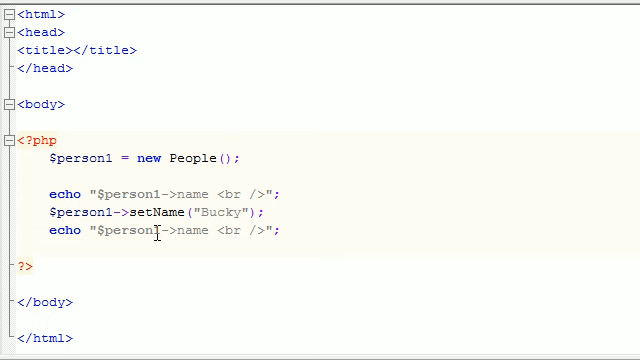 <html>
<head>
<title></title>
</head>
<body>
<?php
$person1 = new People();
echo "$person1->name <br />";
$person1->setName("Bucky");
echo "$person1->name <br />";
?>
</body>
</html>